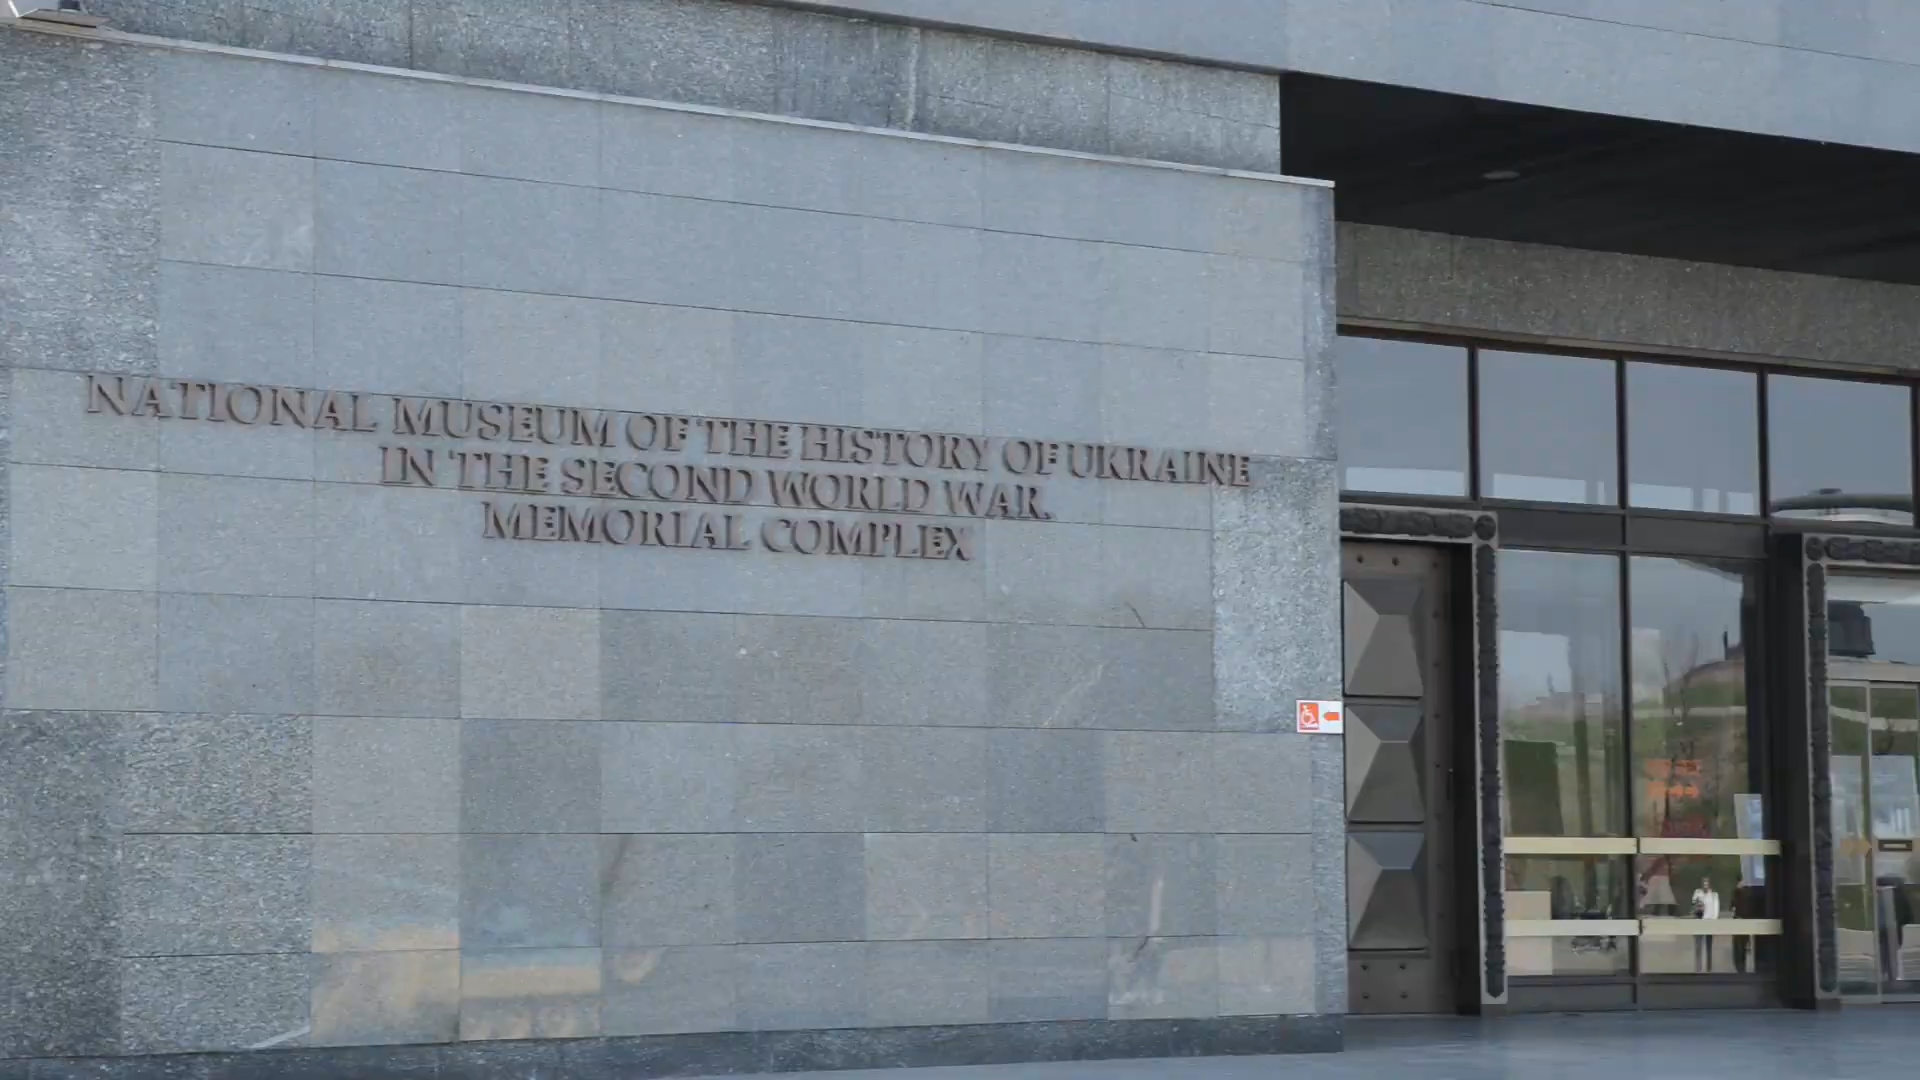 NATIONAL MUSEUM OF THE HISTORY OF UKRAINE
IN THE SECOND WORLD WAR.
MEMORIAL COMPLEX